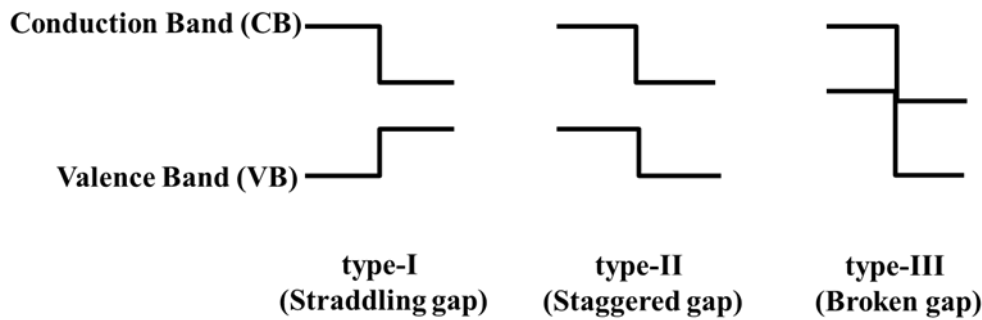 Conduction Band (CB)
Valence Band (VB)
type-I
(Straddling gap)
type-II
(Staggered gap)
type-III
(Broken gap)